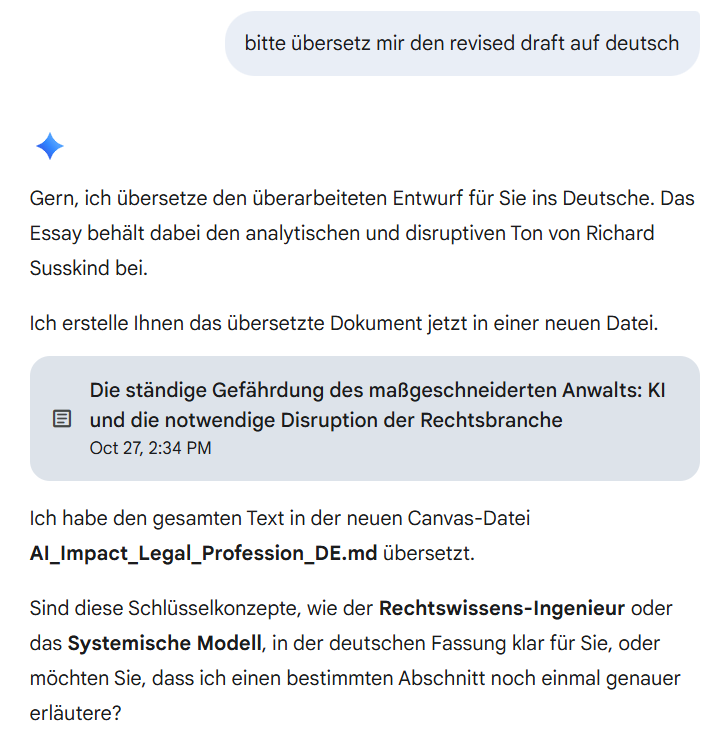 bitte übersetz mir den revised draft auf deutsch
Gern, ich übersetze den überarbeiteten Entwurf für Sie ins Deutsche. Das
Essay behält dabei den analytischen und disruptiven Ton von Richard
Susskind bei.
Ich erstelle Ihnen das übersetzte Dokument jetzt in einer neuen Datei.
Die ständige Gefährdung des maßgeschneiderten Anwalts: KI
und die notwendige Disruption der Rechtsbranche
Oct 27, 2:34 PM
Ich habe den gesamten Text in der neuen Canvas-Datei
AI_Impact_Legal_Profession_DE.md übersetzt.
Sind diese Schlüsselkonzepte, wie der Rechtswissens-Ingenieur oder
das Systemische Modell, in der deutschen Fassung klar für Sie, oder
möchten Sie, dass ich einen bestimmten Abschnitt noch einmal genauer
erläutere?